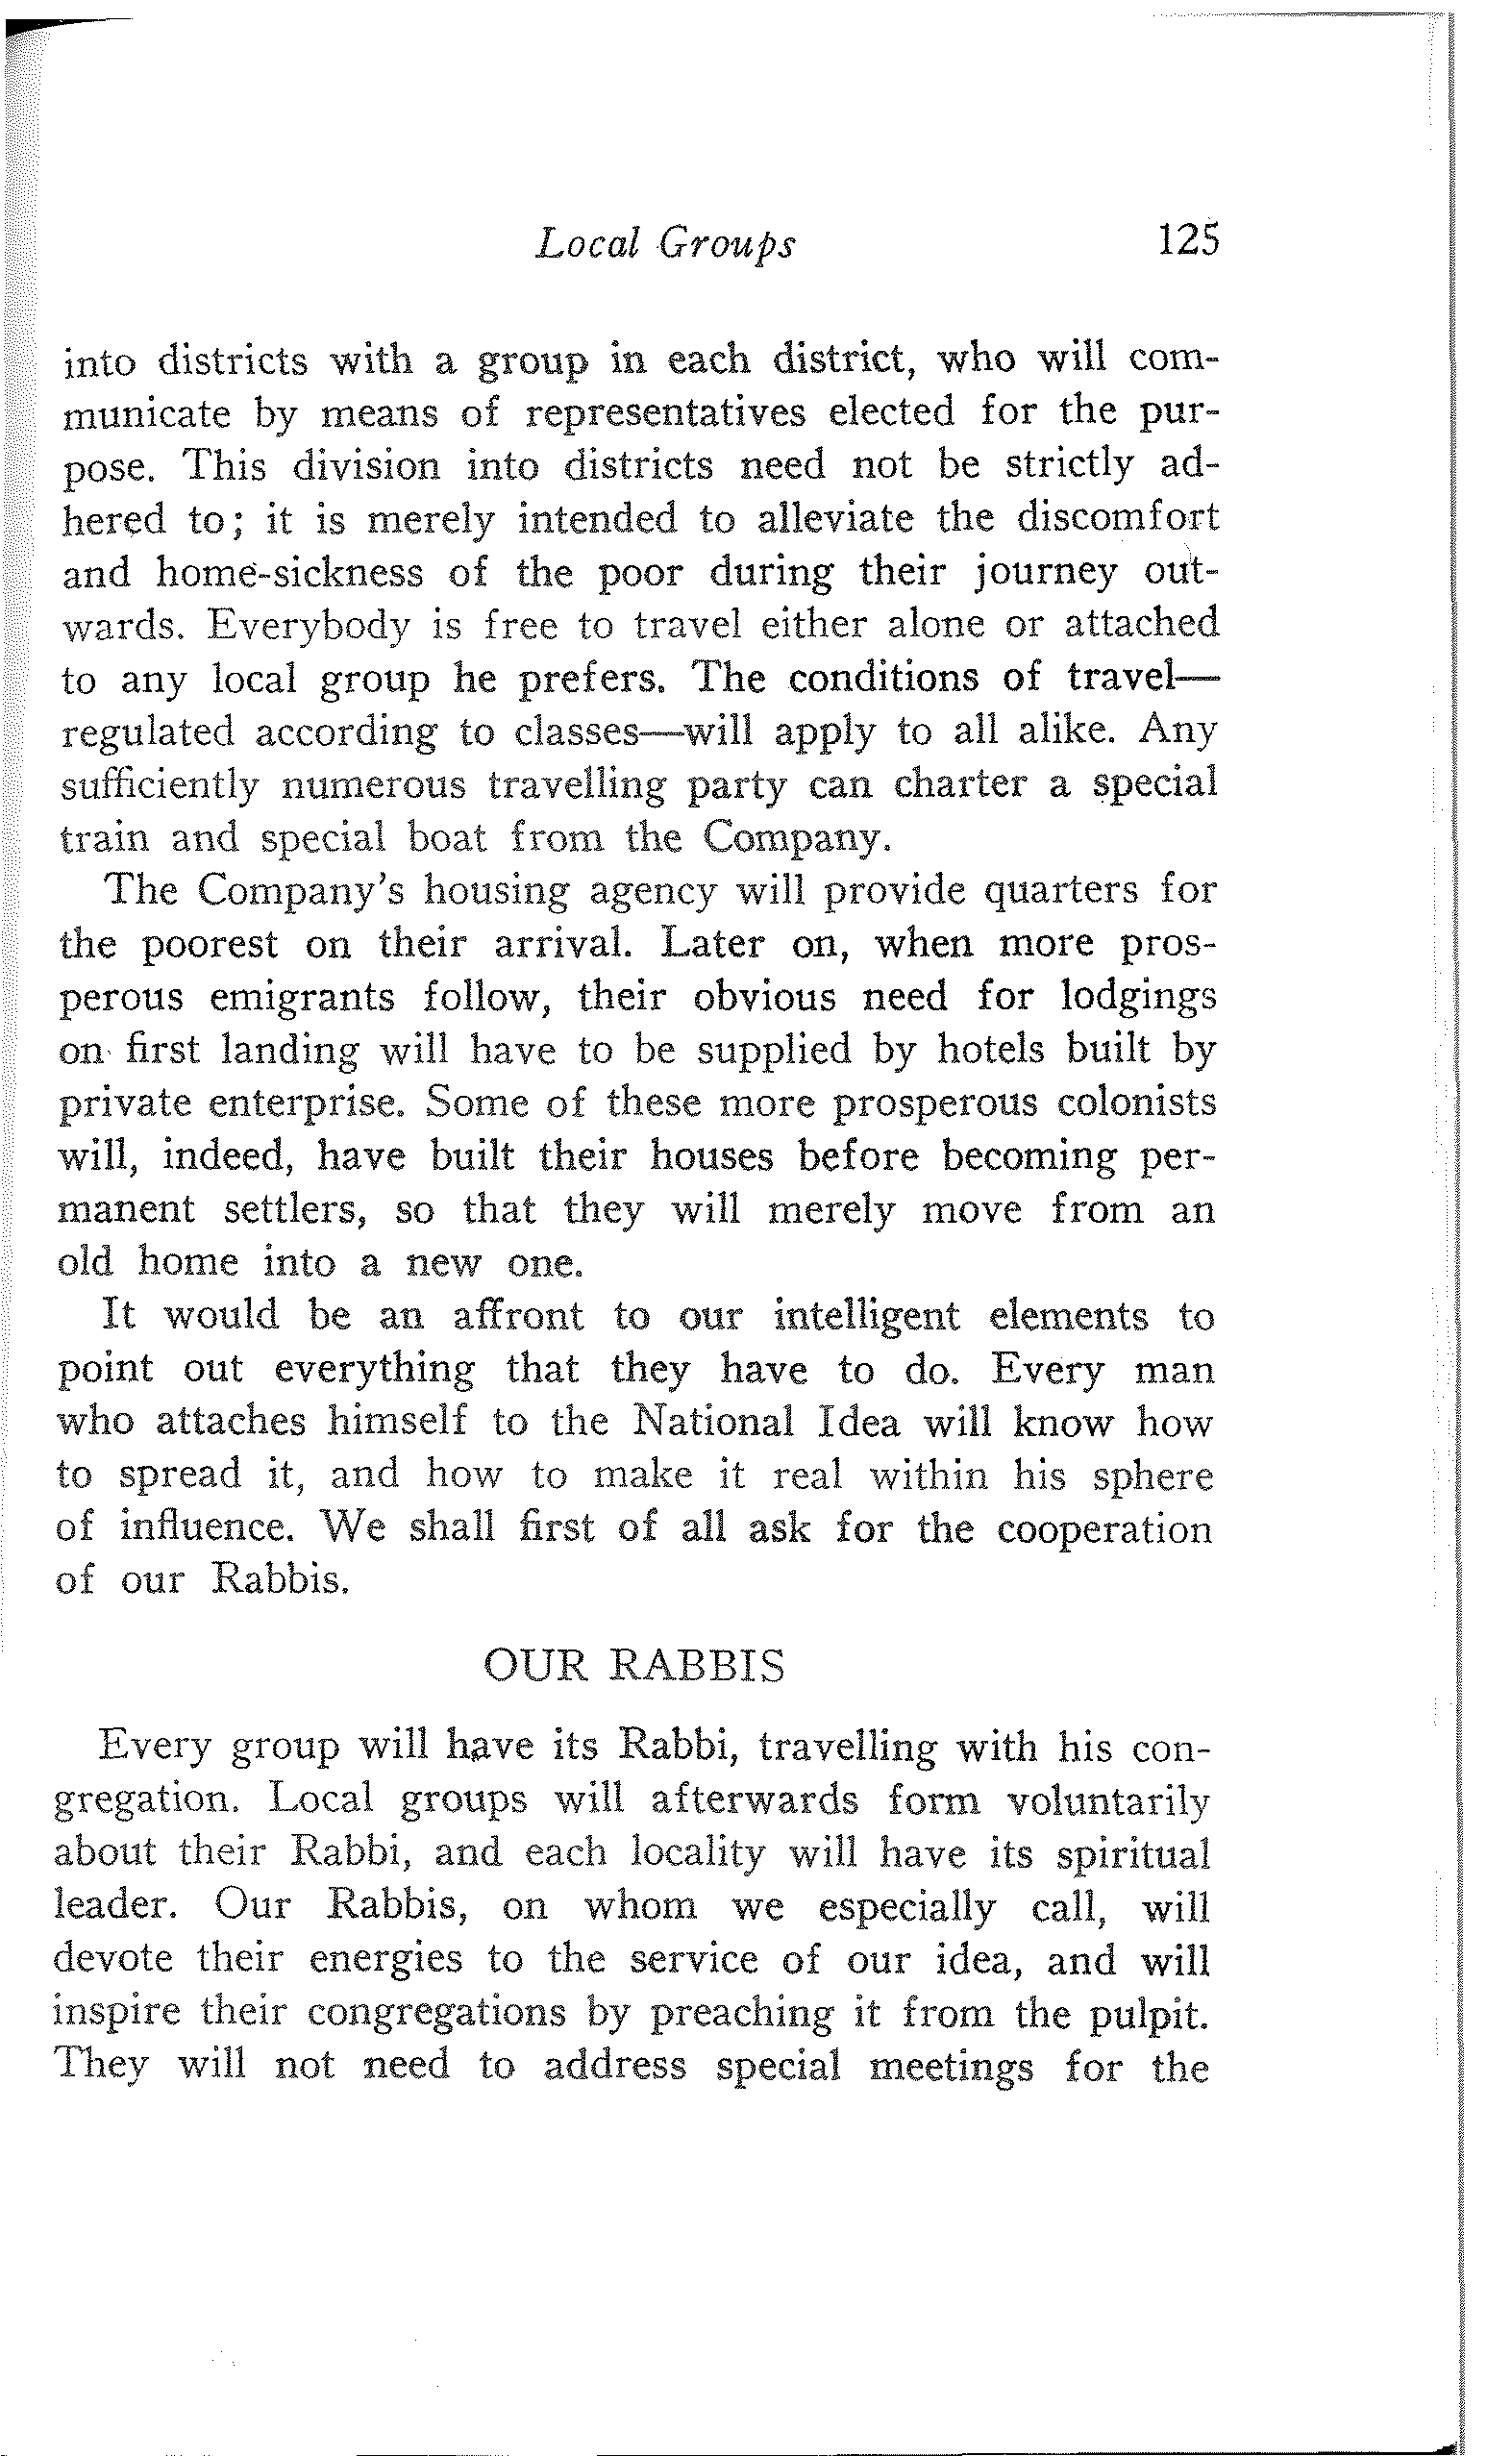 Local Groups 125
into districts with a group in each district, who will com-
municate by means of representatives elected for the pur-
pose. This division into districts need not be strictly ad-
hered to; it is merely intended to alleviate the discomfort
and home-sickness of the poor during their journey out-
wards. Everybody is free to travel either alone or attached
to any local group he prefers. The conditions of travel—
regulated according to classes—will apply to all alike. Any
sufficiently numerous travelling party can charter a special
train and special boat from the Company.
The Company's housing agency will provide quarters for
the poorest on their arrival. Later on, when more pros-
perous emigrants follow, their obvious need for lodgings
on first landing will have to be supplied by hotels built by
private enterprise. Some of these more prosperous colonists
will, indeed, have built their houses before becoming per-
manent settlers, so that they will merely move from an
old home into a new one.
It would be an affront to our intelligent elements to
point out everything that they have to do. Every man
who attaches himself to the National Idea will know how
to spread it, and how to make it real within his sphere
of influence. We shall first of all ask for the cooperation
of our Rabbis.
OUR RABBIS
Every group will have its Rabbi, travelling with his con-
gregation. Local groups will afterwards form voluntarily
about their Rabbi, and each locality will have its spiritual
leader. Our Rabbis, on whom we especially call, will
devote their energies to the service of our idea, and will
inspire their congregations by preaching it from the pulpit.
They will not need to address special meetings for the